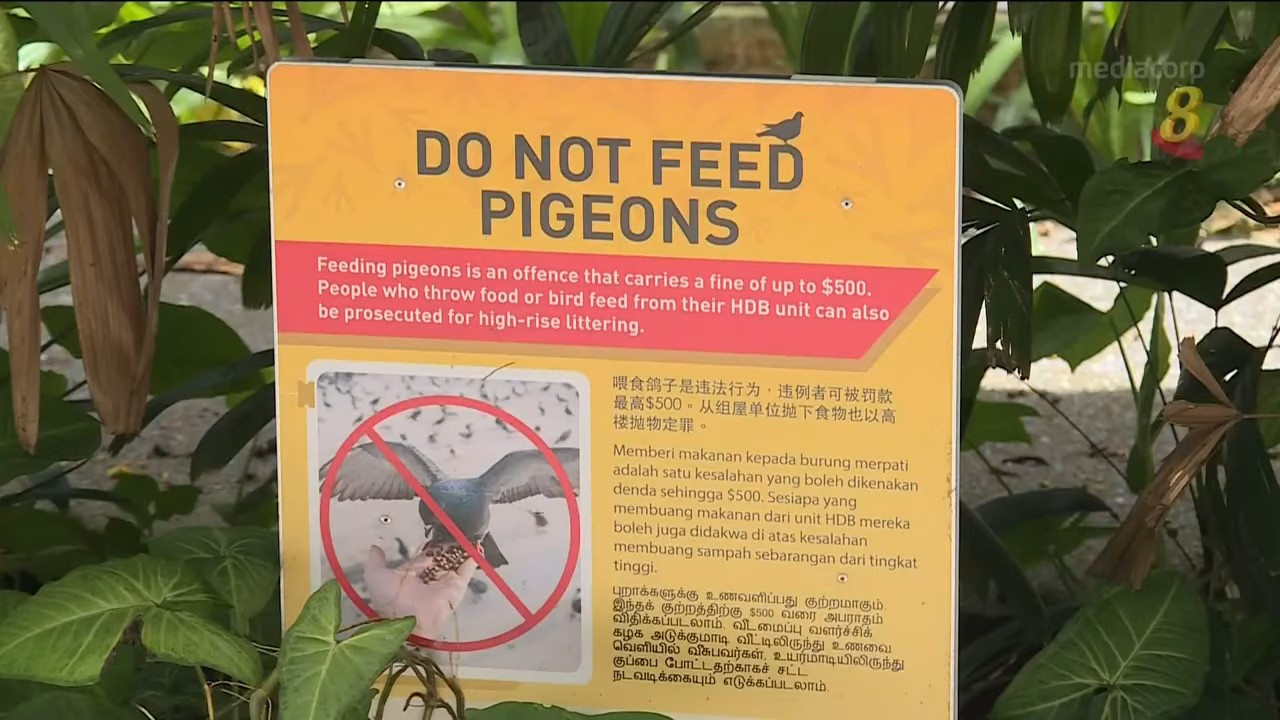 mediacorp
8
DO NOT FEED
PIGEONS
Feeding pigeons is an offence that carries a fine of up to $500.
People who throw food or bird feed from their HDB unit can also
be prosecuted for high-rise littering.
喂食鸽子是违法行为，违例者可被罚款
最高$500。从组屋单位抛下食物也以高
楼抛物定罪。
Memberi makanan kepada burung merpati
adalah satu kesalahan yang boleh dikenakan
denda sehingga $500. Sesiapa yang
membuang makanan dari unit HDB mereka
boleh juga didakwa di atas kesalahan
membuang sampah sebarangan dari tingkat
tinggi.
புறாக்களுக்கு உணவளிப்பது குற்றமாகும்.
இந்தக் குற்றத்திற்கு $500 வரை அபராதம்
விதிக்கப்படலாம். வீடமைப்பு வளர்ச்சிக்
கழக அடுக்குமாடி வீட்டிலிருந்து உணவை
வெளியில் வீசுபவர்கள், உயர்மாடியிலிருந்து
குப்பை போட்டதற்காகச் சட்ட
நடவடிக்கையும் எடுக்கப்படலாம்.